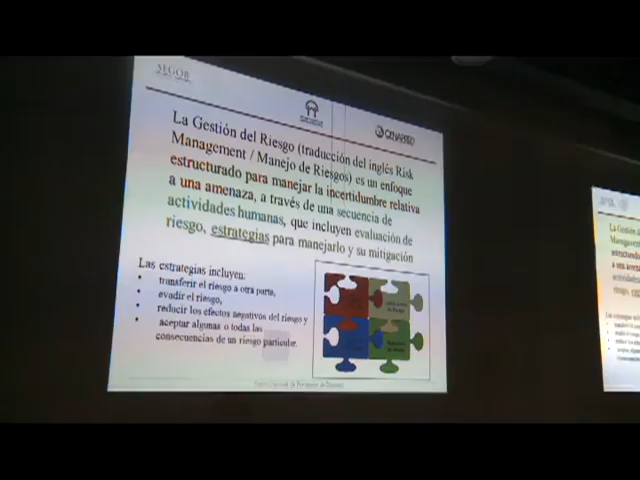 SEGOB
CENAPRED
La Gestión del Riesgo (traducción del inglés Risk
Management / Manejo de Riesgos) es un enfoque
estructurado para manejar la incertidumbre relativa
a una amenaza, a través de una secuencia de
actividades humanas, que incluyen evaluación de
riesgo, estrategias para manejarlo y su mitigación
Las estrategias incluyen:
• transferir el riesgo a otra parte,
• evadir el riesgo,
• reducir los efectos negativos del riesgo y
• aceptar algunas o todas las
consecuencias de un riesgo particular.